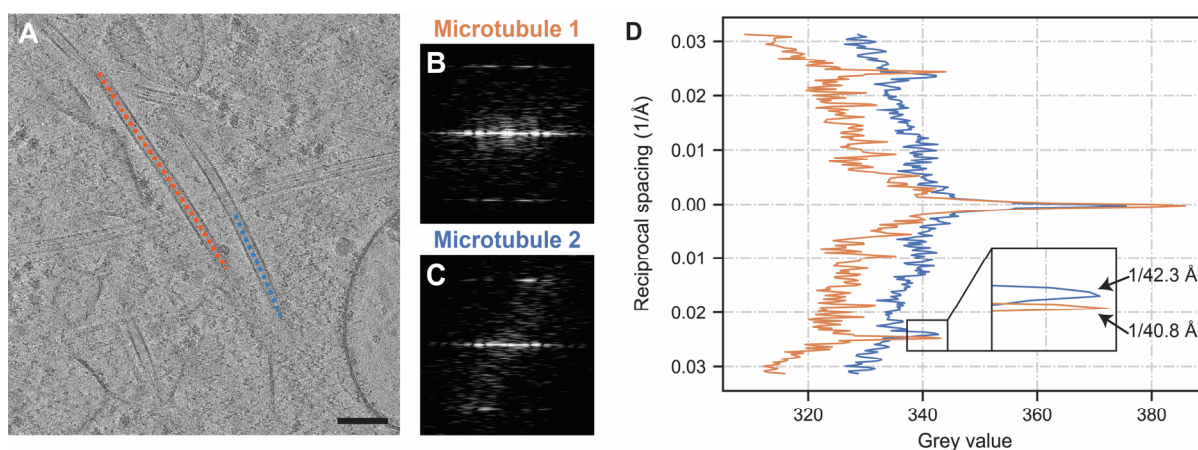 A
Microtubule 1
B
Microtubule 2
C
D
Reciprocal spacing (1/Å)
0.03
0.02
0.01
0.00
0.01
0.02
0.03
1/42.3 Å
1/40.8 Å
320
340
360
380
Grey value